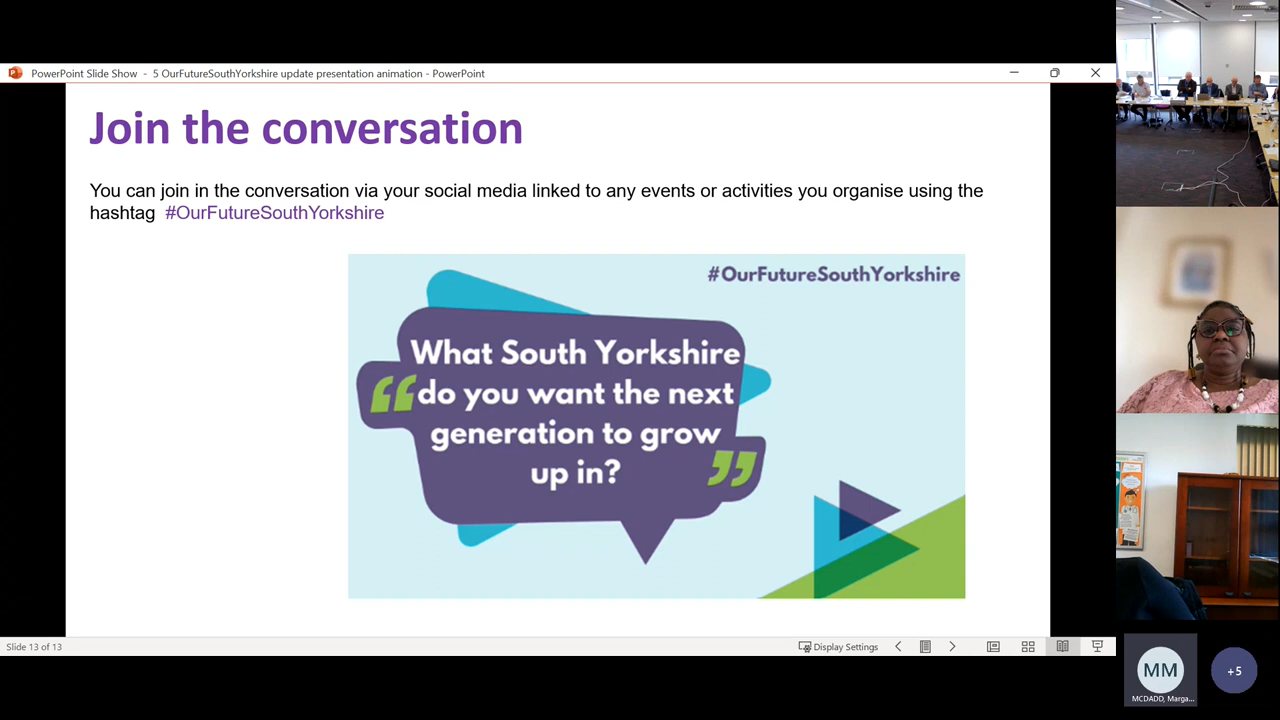 PowerPoint Slide Show - 5 OurFutureSouthYorkshire update presentation animation - PowerPoint
Join the conversation
You can join in the conversation via your social media linked to any events or activities you organise using the
hashtag #OurFutureSouthYorkshire
#OurFutureSouthYorkshire
What South Yorkshire
“do you want the next
generation to grow
up in?”
Slide 13 of 13
Display Settings
MM
MCDADD, Marga...
+5